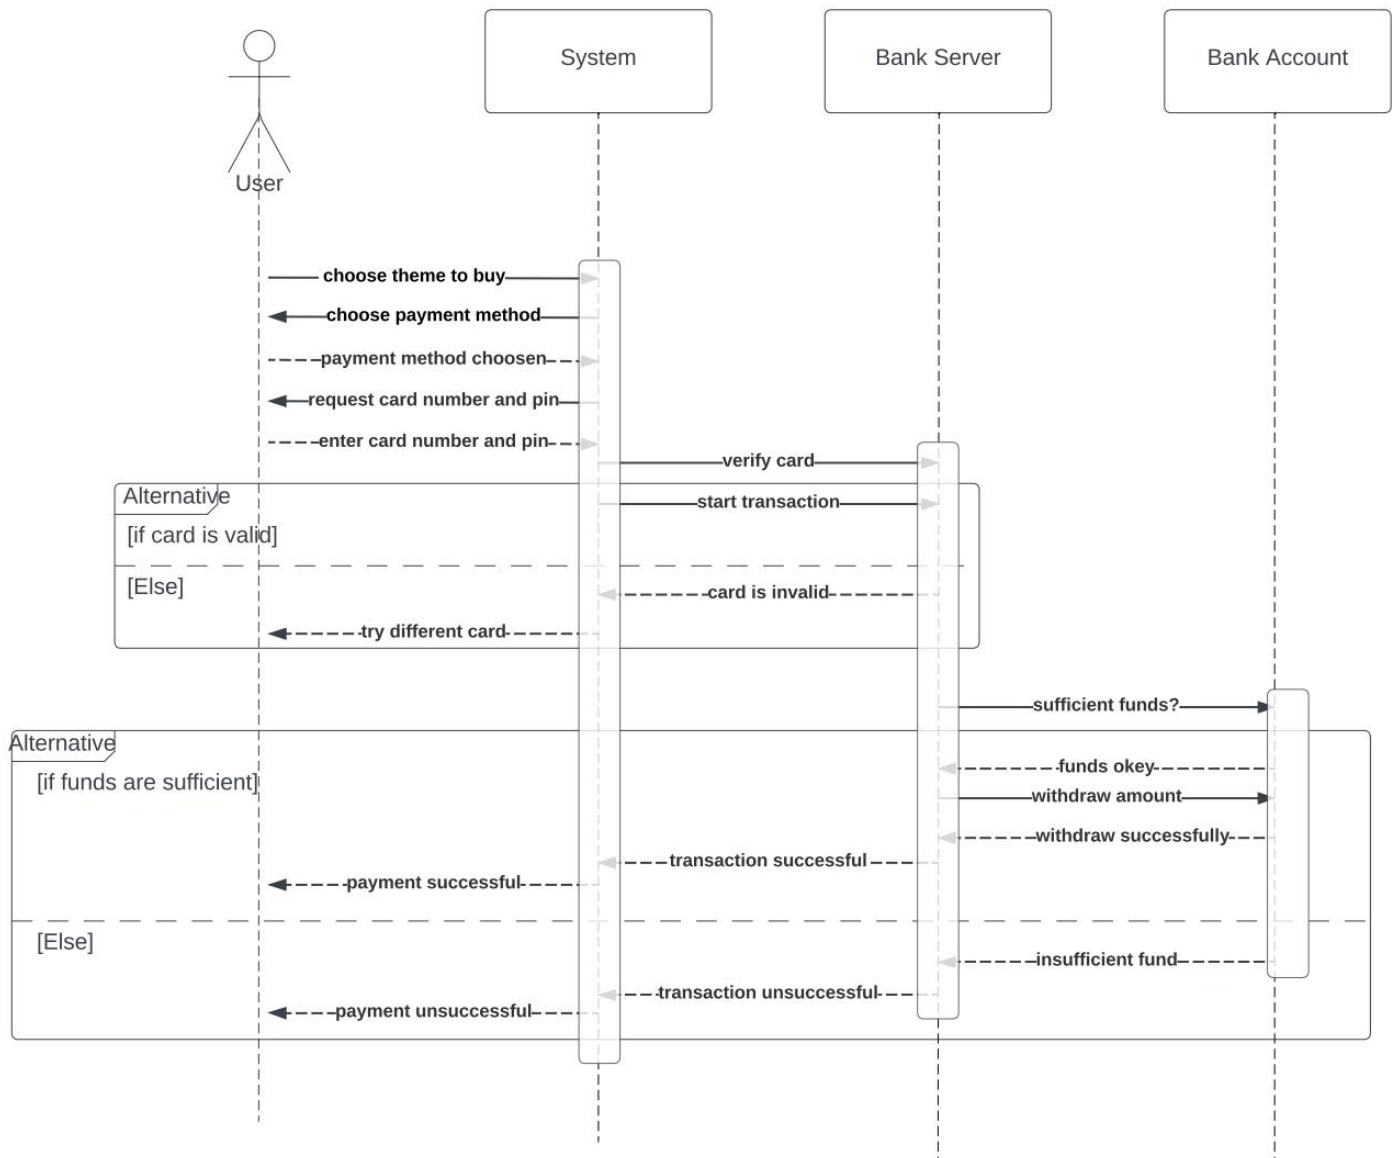 System
Bank Server
Bank Account
User
choose theme to buy
choose payment method
payment method choosen
request card number and pin
enter card number and pin
verify card
Alternative
start transaction
[if card is valid]
[Else]
card is invalid
try different card
sufficient funds?
Alternative
funds okey
[if funds are sufficient]
withdraw amount
withdraw successfully
transaction successful
payment successful
[Else]
insufficient fund
transaction unsuccessful
payment unsuccessful